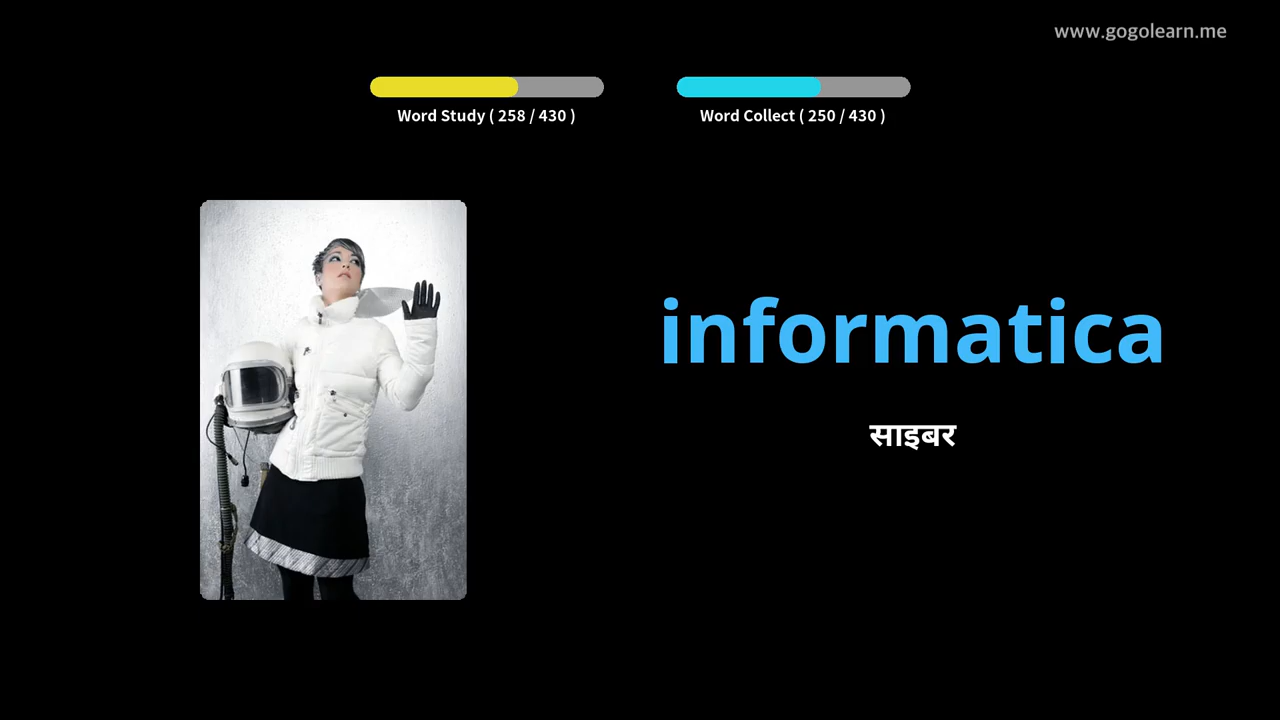 www.gogolearn.me
Word Study ( 258 / 430 )
Word Collect ( 250 / 430 )
informatica
साइबर